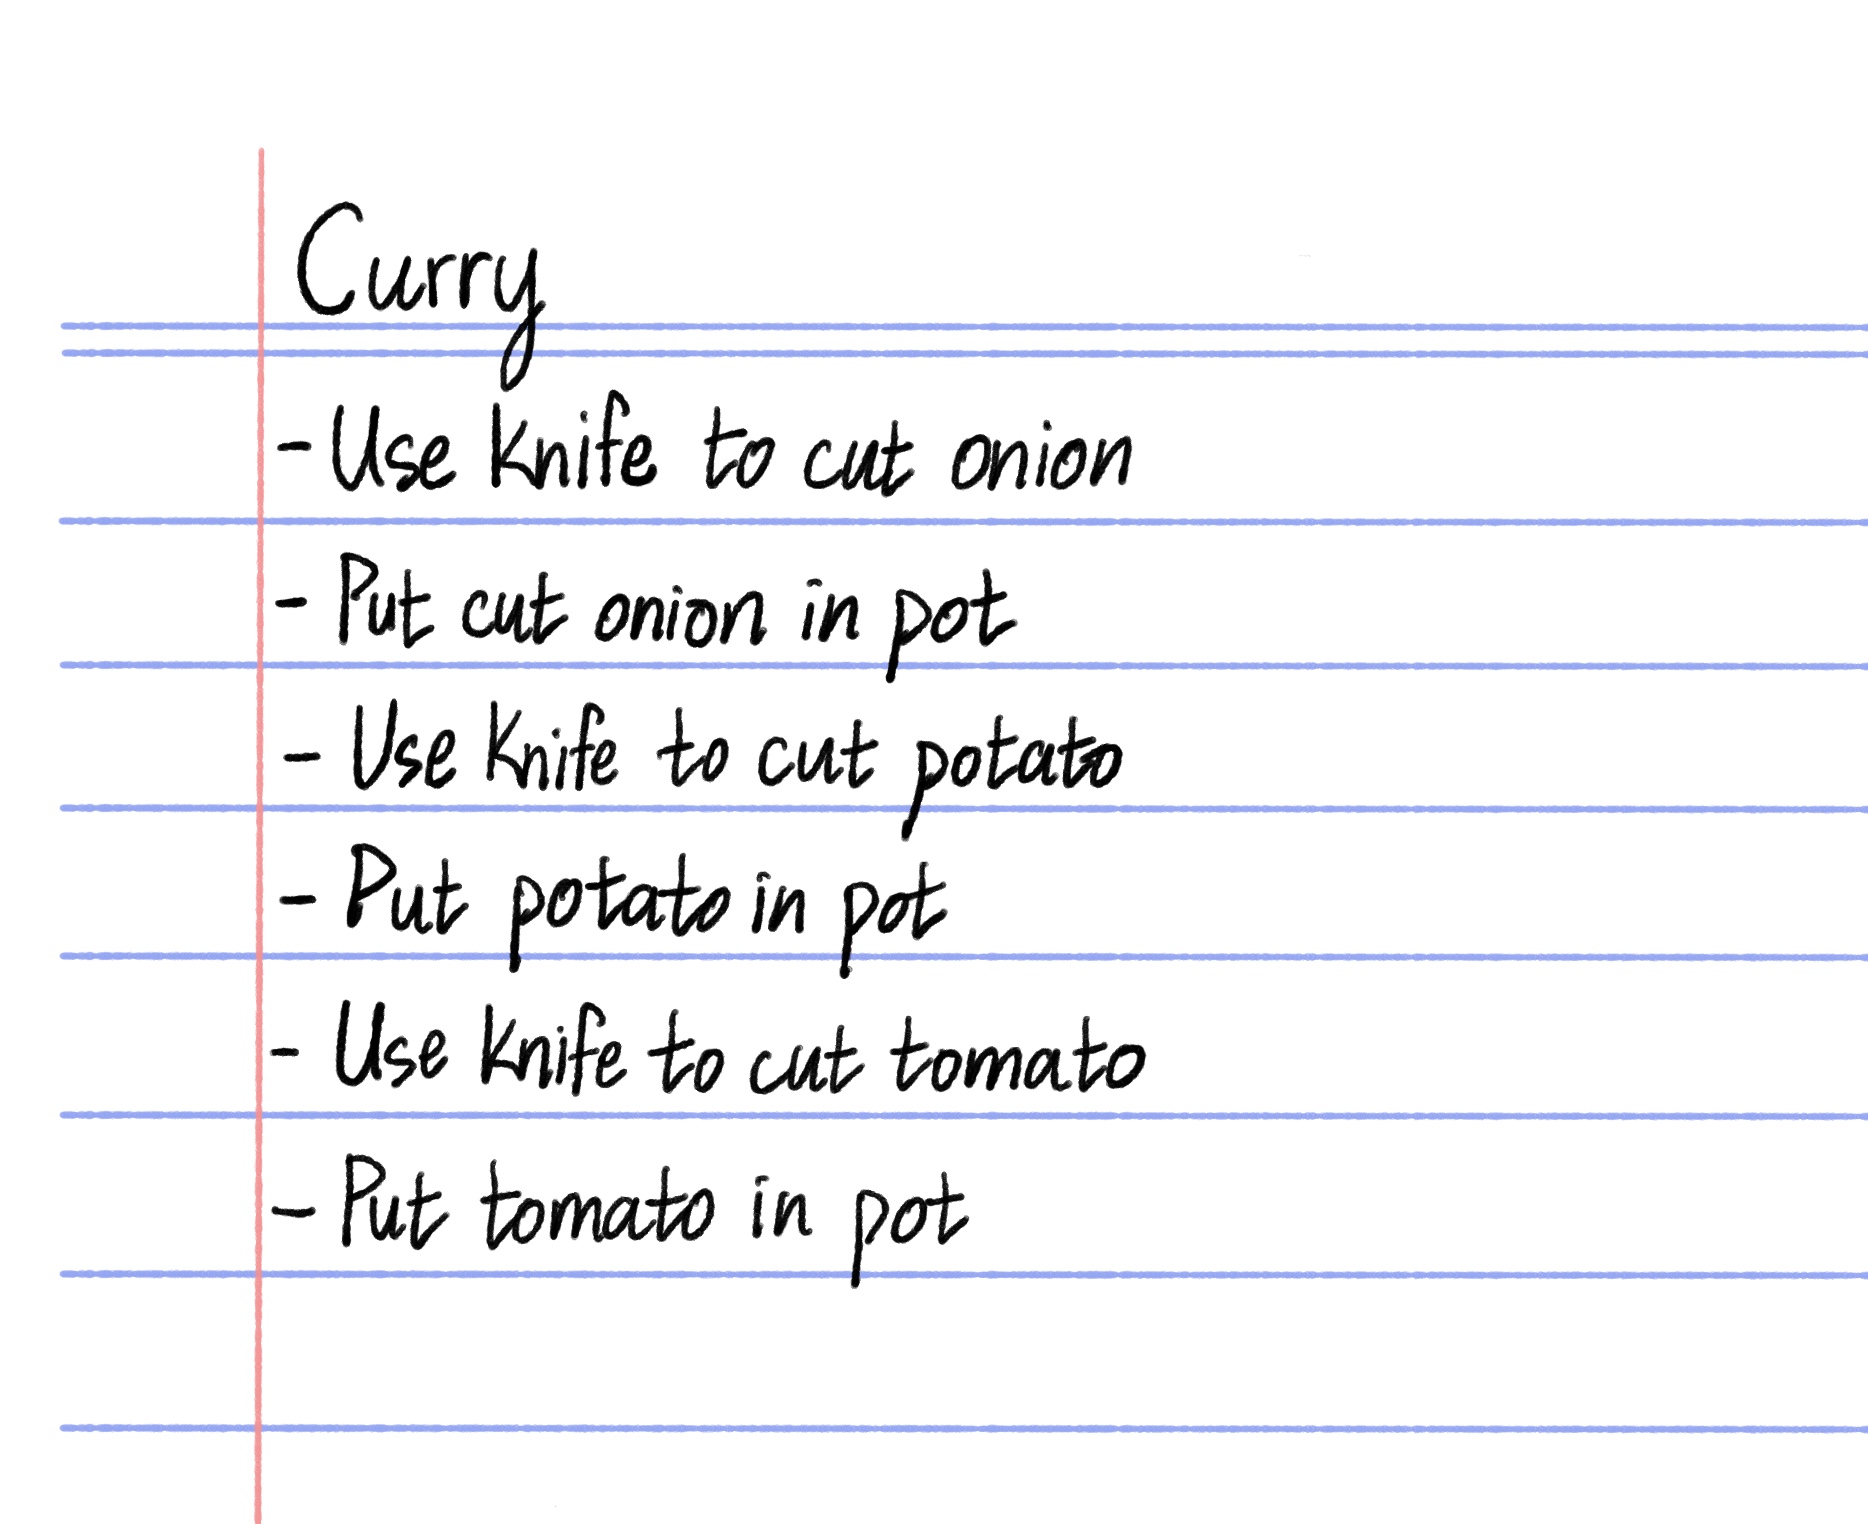 Curry
- Use knife to cut onion
- Put cut onion in pot
- Use knife to cut potato
- Put potato in pot
- Use knife to cut tomato
- Put tomato in pot